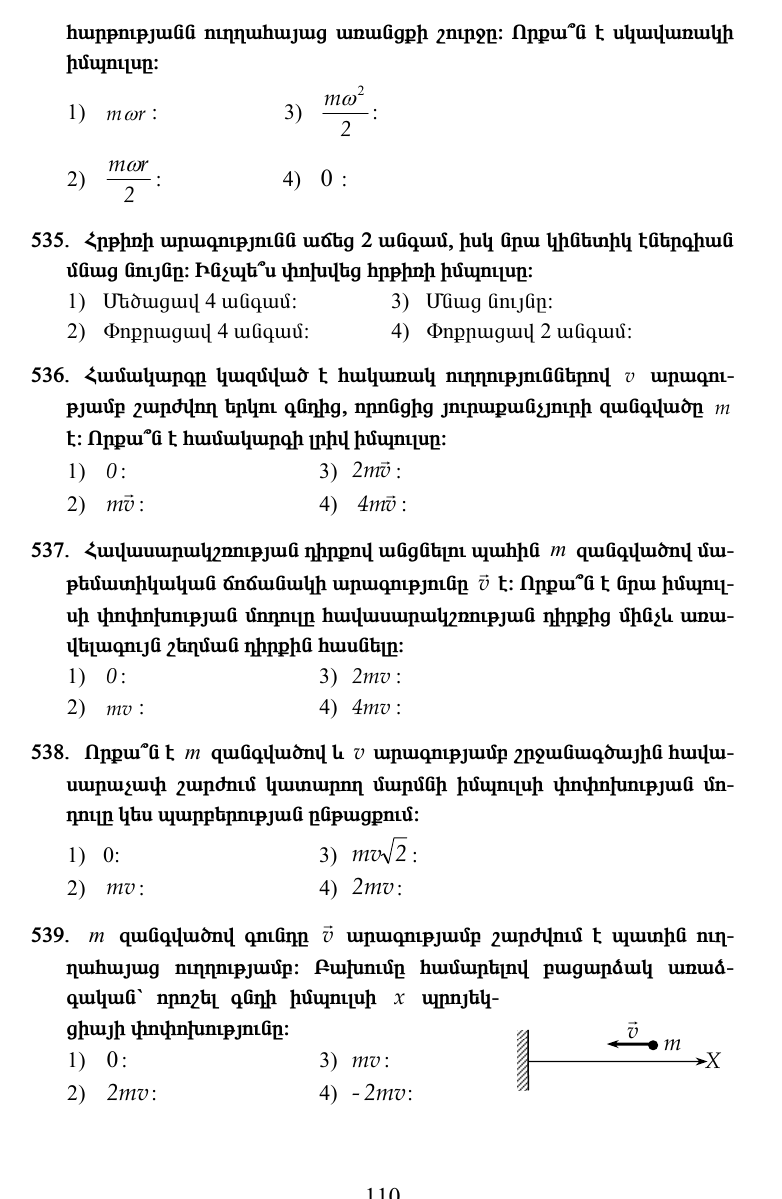 հարթությանն ուղղահայաց առանցքի շուրջը: Որքա՞ն է սկավառակի
իմպուլսը:
1) mωr :	3) mω²/2 :
2) mωr/2 :	4) 0 :
535. Հրթիռի արագությունն աճեց 2 անգամ, իսկ նրա կինետիկ էներգիան
մնաց նույնը: Ինչպե՞ս փոխվեց հրթիռի իմպուլսը:
1) Մեծացավ 4 անգամ:	3) Մնաց նույնը:
2) Փոքրացավ 4 անգամ:	4) Փոքրացավ 2 անգամ:
536. Համակարգը կազմված է հակառակ ուղղություններով v արագու-
թյամբ շարժվող երկու գնդից, որոնցից յուրաքանչյուրի զանգվածը m
է: Որքա՞ն է համակարգի լրիվ իմպուլսը:
1) 0:	3) 2mv⃗ :
2) mv⃗ :	4) 4mv⃗ :
537. Հավասարակշռության դիրքով անցնելու պահին m զանգվածով մա-
թեմատիկական ճոճանակի արագությունը v⃗ է: Որքա՞ն է նրա իմպուլ-
սի փոփոխության մոդուլը հավասարակշռության դիրքից մինչև առա-
վելագույն շեղման դիրքին հասնելը:
1) 0:	3) 2mv :
2) mv :	4) 4mv :
538. Որքա՞ն է m զանգվածով և v արագությամբ շրջանագծային հավա-
սարաչափ շարժում կատարող մարմնի իմպուլսի փոփոխության մո-
դուլը կես պարբերության ընթացքում:
1) 0:	3) mv√2 :
2) mv:	4) 2mv:
539. m զանգվածով գունդը v⃗ արագությամբ շարժվում է պատին ուղ-
ղահայաց ուղղությամբ: Բախումը համարելով բացարձակ առաձ-
գական՝ որոշել գնդի իմպուլսի x պրոյեկ-
ցիայի փոփոխությունը:
1) 0:	3) mv:
2) 2mv:	4) -2mv:
v⃗
m
X
110